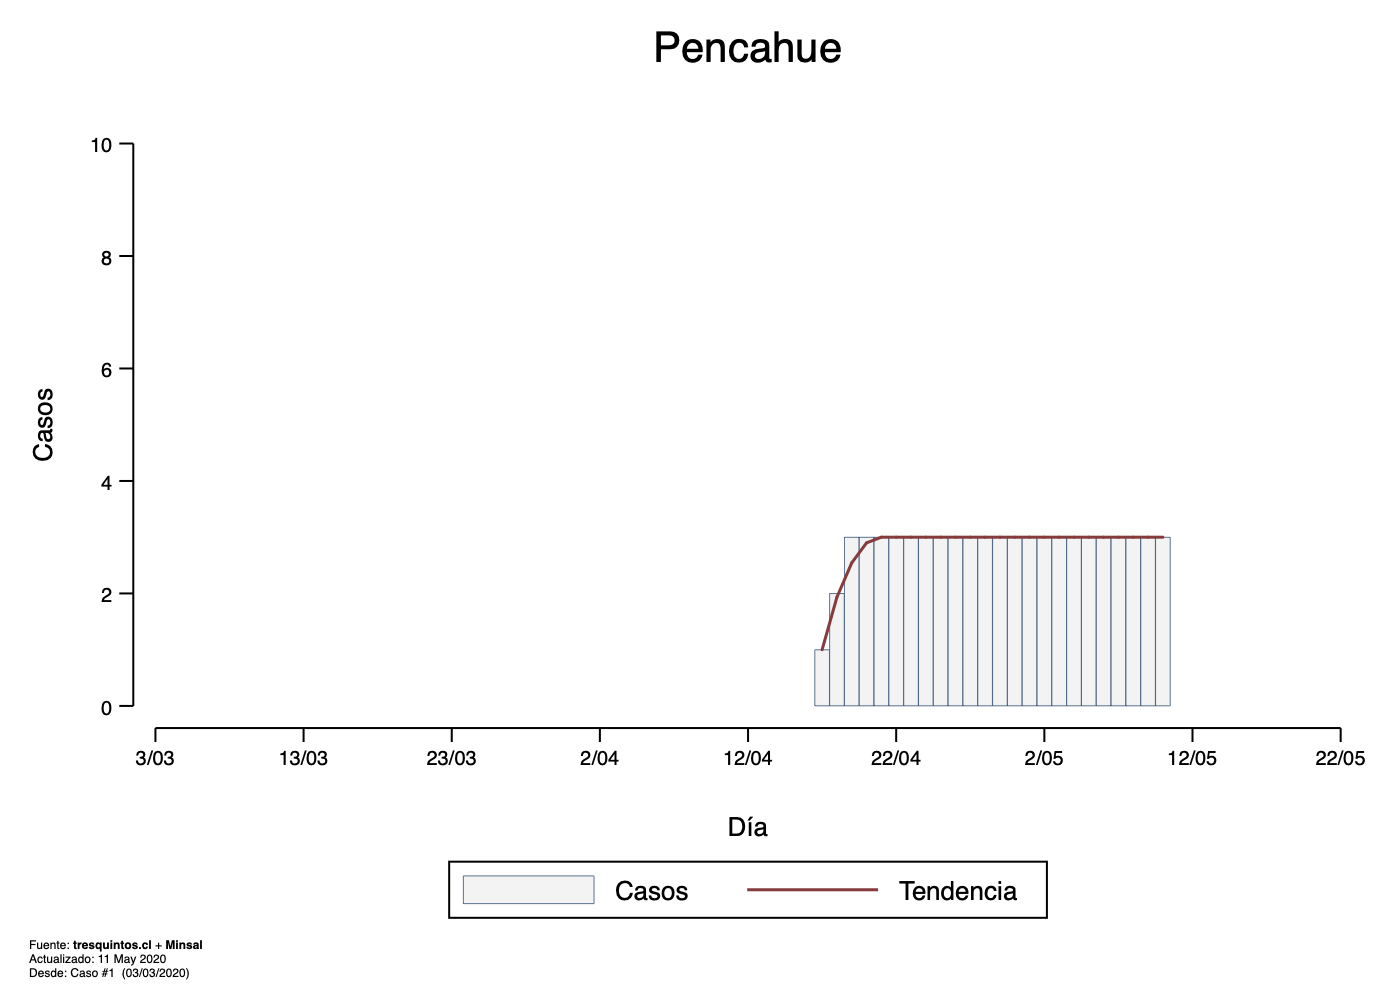 Pencahue
10
8
6
4
2
0
Casos
3/03 13/03 23/03 2/04 12/04 22/04 2/05 12/05 22/05
Día
Casos Tendencia
Fuente: tresquintos.cl + Minsal
Actualizado: 11 May 2020
Desde: Caso #1 (03/03/2020)